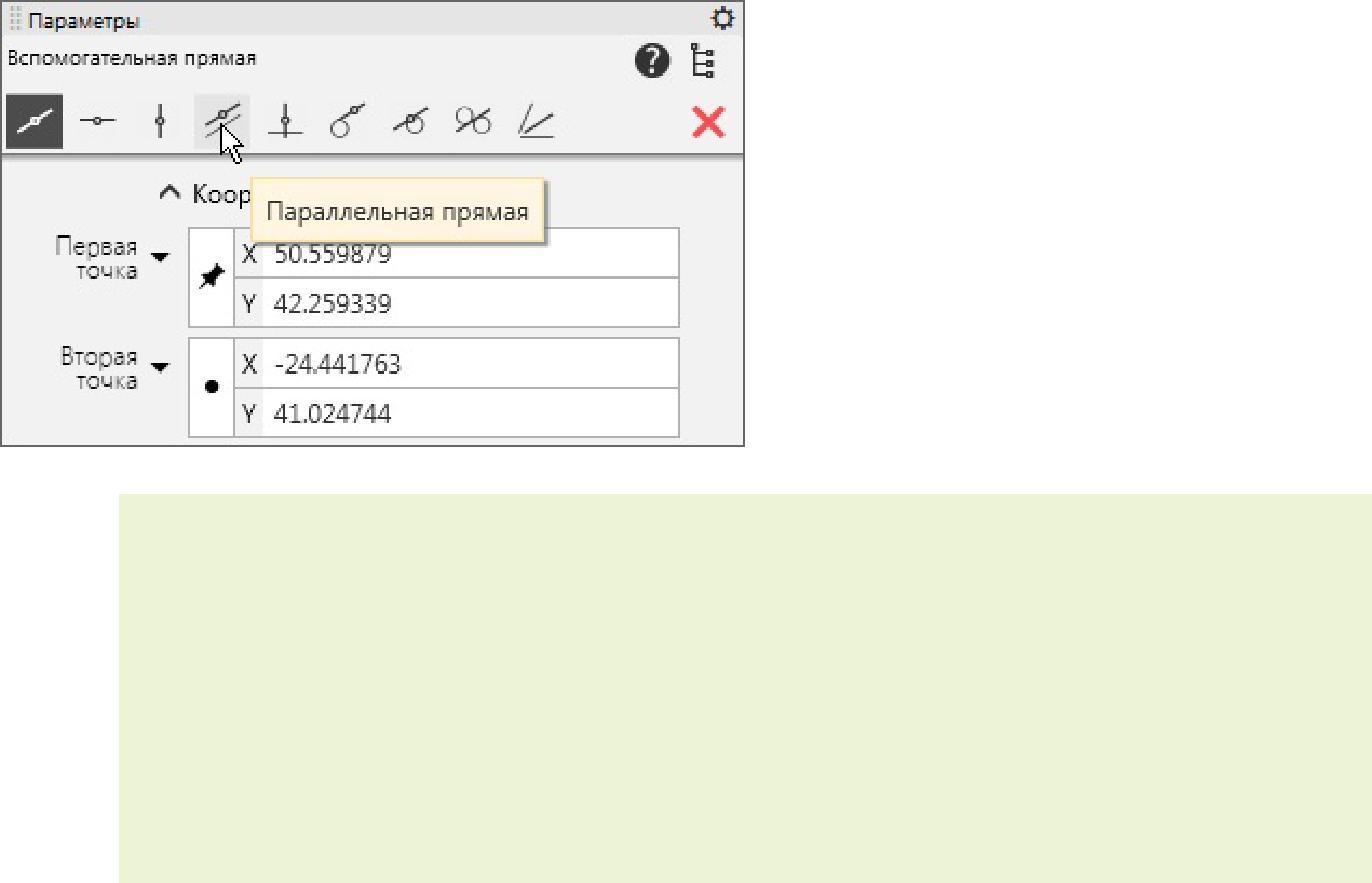 Параметры
Вспомогательная прямая
Коор
Параллельная прямая
Первая
точка
X 50.559879
Y 42.259339
Вторая
точка
X -24.441763
Y 41.024744